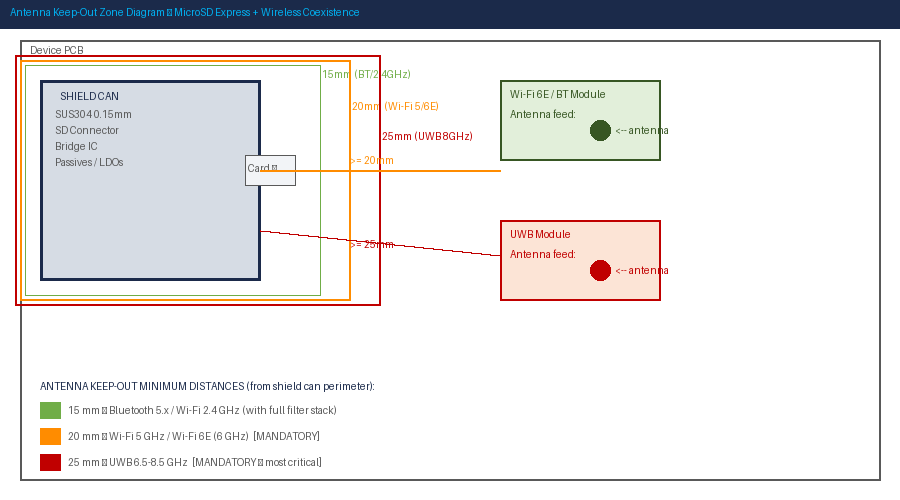 Antenna Keep-Out Zone Diagram ▯ MicroSD Express + Wireless Coexistence
Device PCB
SHIELD CAN
SUS304 0.15mm
SD Connector
Bridge IC
Passives / LDOs
Card ▯
15mm (BT/2.4GHz)
20mm (Wi-Fi 5/6E)
25mm (UWB 8GHz)
>= 20mm
>= 25mm
Wi-Fi 6E / BT Module
Antenna feed:
<-- antenna
UWB Module
Antenna feed:
<-- antenna
ANTENNA KEEP-OUT MINIMUM DISTANCES (from shield can perimeter):
15 mm ▯ Bluetooth 5.x / Wi-Fi 2.4 GHz (with full filter stack)
20 mm ▯ Wi-Fi 5 GHz / Wi-Fi 6E (6 GHz) [MANDATORY]
25 mm ▯ UWB 6.5-8.5 GHz [MANDATORY ▯ most critical]